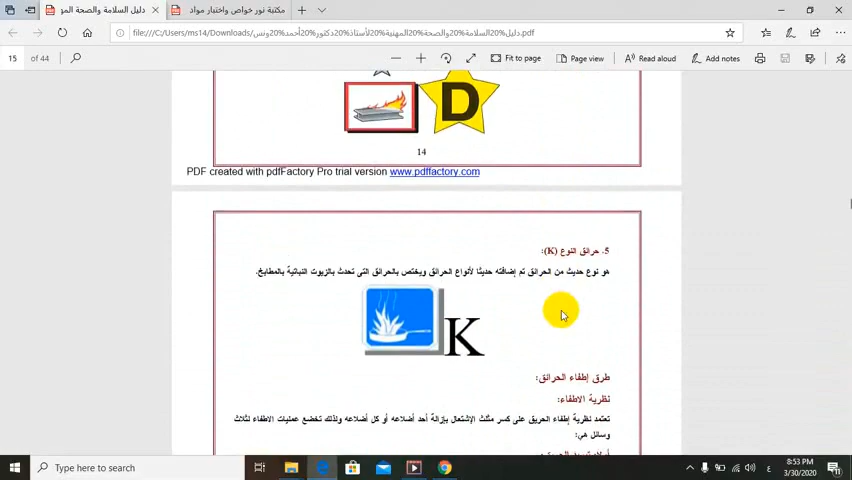 دليل السلامة والصحة المو
مكتبة نور خواص واختبار مواد
file:///C:/Users/ms14/Downloads/دليل%20السلامة%20والصحة%20المهنية%20لأستاذ%20دكتور%20أحمد%20ونس.pdf
15 of 44
Fit to page
Page view
Read aloud
Add notes
D
14
PDF created with pdfFactory Pro trial version www.pdffactory.com
5. حرائق النوع (K):
هو نوع حديث من الحرائق تم إضافته حديثا لأنواع الحرائق ويختص بالحرائق التى تحدث بالزيوت النباتية بالمطابخ.
K
طرق إطفاء الحرائق:
نظرية الاطفاء:
تعتمد نظرية إطفاء الحريق على كسر مثلث الإشتعال بإزالة أحد أضلاعه أو كل أضلاعه ولذلك تخضع عمليات الاطفاء لثلاث
وسائل هي:
Type here to search
ع
8:53 PM
3/30/2020